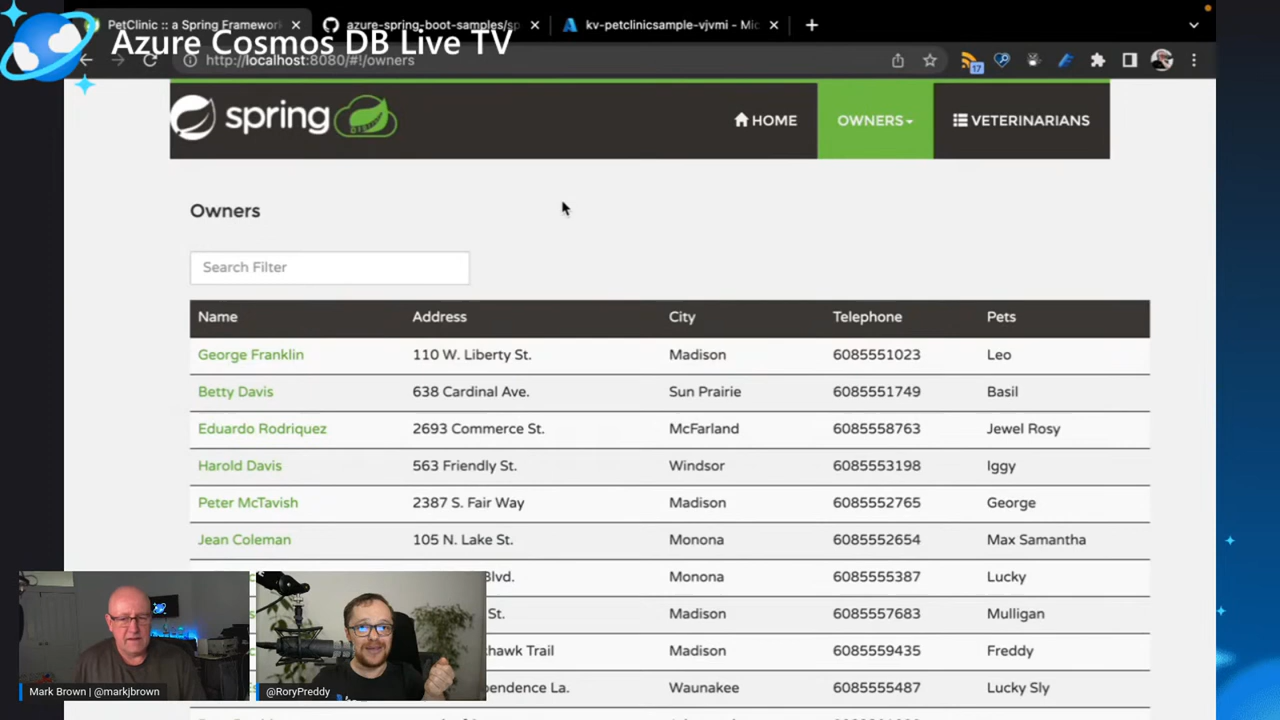 PetClinic :: a Spring Framework
azure-spring-boot-samples/sp
kv-petclinicsample-vjvmi - Mic
Azure Cosmos DB Live TV
http://localhost:8080/#!/owners
17
spring
HOME
OWNERS
VETERINARIANS
Owners
Search Filter
Name Address City Telephone Pets
George Franklin 110 W. Liberty St. Madison 6085551023 Leo
Betty Davis 638 Cardinal Ave. Sun Prairie 6085551749 Basil
Eduardo Rodriquez 2693 Commerce St. McFarland 6085558763 Jewel Rosy
Harold Davis 563 Friendly St. Windsor 6085553198 Iggy
Peter McTavish 2387 S. Fair Way Madison 6085552765 George
Jean Coleman 105 N. Lake St. Monona 6085552654 Max Samantha
Blvd. Monona 6085555387 Lucky
St. Madison 6085557683 Mulligan
hawk Trail Madison 6085559435 Freddy
pendence La. Waunakee 6085555487 Lucky Sly
Mark Brown | @markjbrown
@RoryPreddy